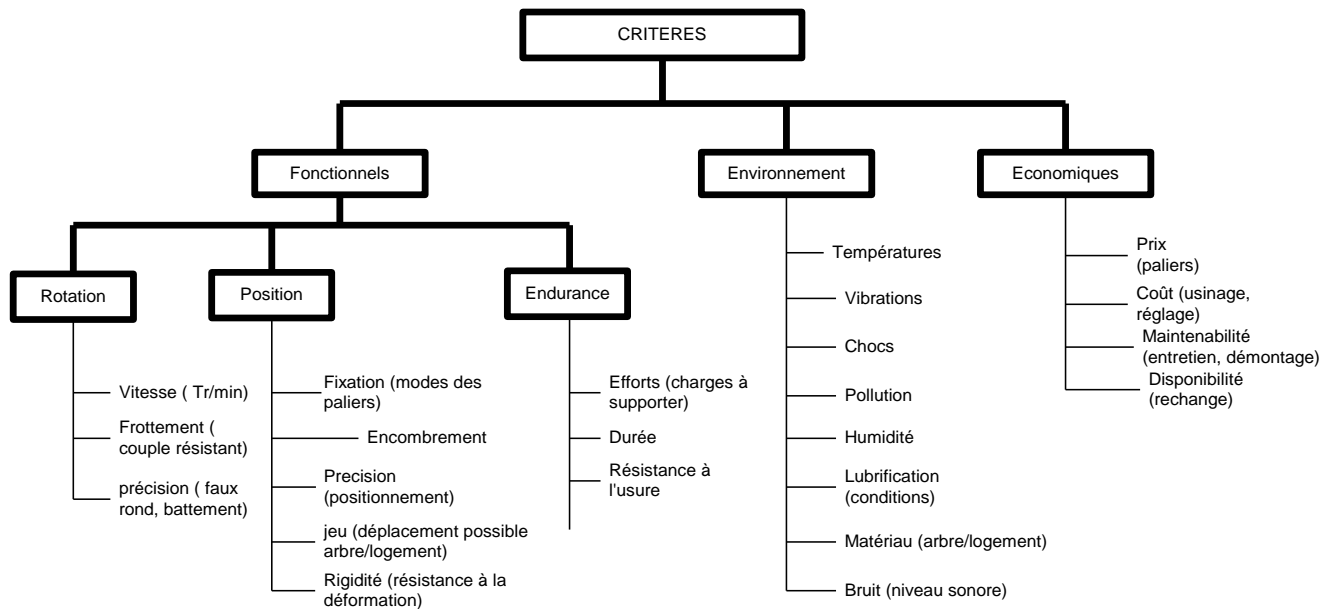 CRITERES
Fonctionnels
Environnement
Economiques
Rotation
Position
Endurance
Vitesse ( Tr/min)
Frottement (
couple résistant)
précision ( faux
rond, battement)
Fixation (modes des
paliers)
Encombrement
Precision
(positionnement)
jeu (déplacement possible
arbre/logement)
Rigidité (résistance à la
déformation)
Efforts (charges à
supporter)
Durée
Résistance à
l'usure
Températures
Vibrations
Chocs
Pollution
Humidité
Lubrification
(conditions)
Matériau (arbre/logement)
Bruit (niveau sonore)
Prix
(paliers)
Coût (usinage,
réglage)
Maintenabilité
(entretien, démontage)
Disponibilité
(rechange)